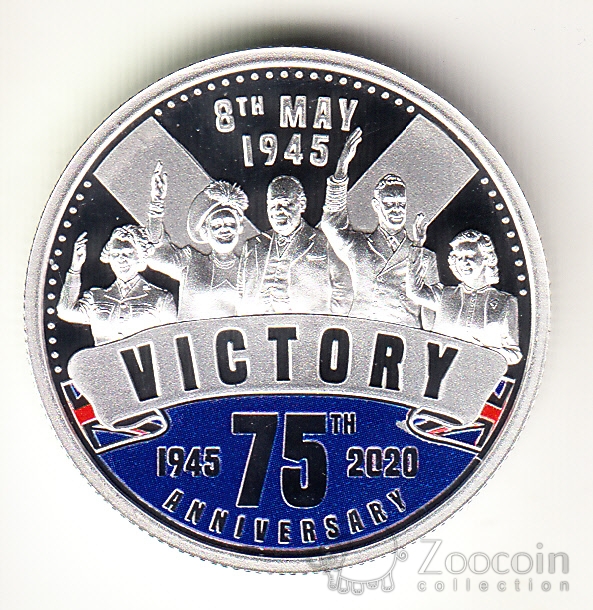 8TH MAY
1945
VICTORY
75TH
1945 2020
ANNIVERSARY
Zoocoin
collection